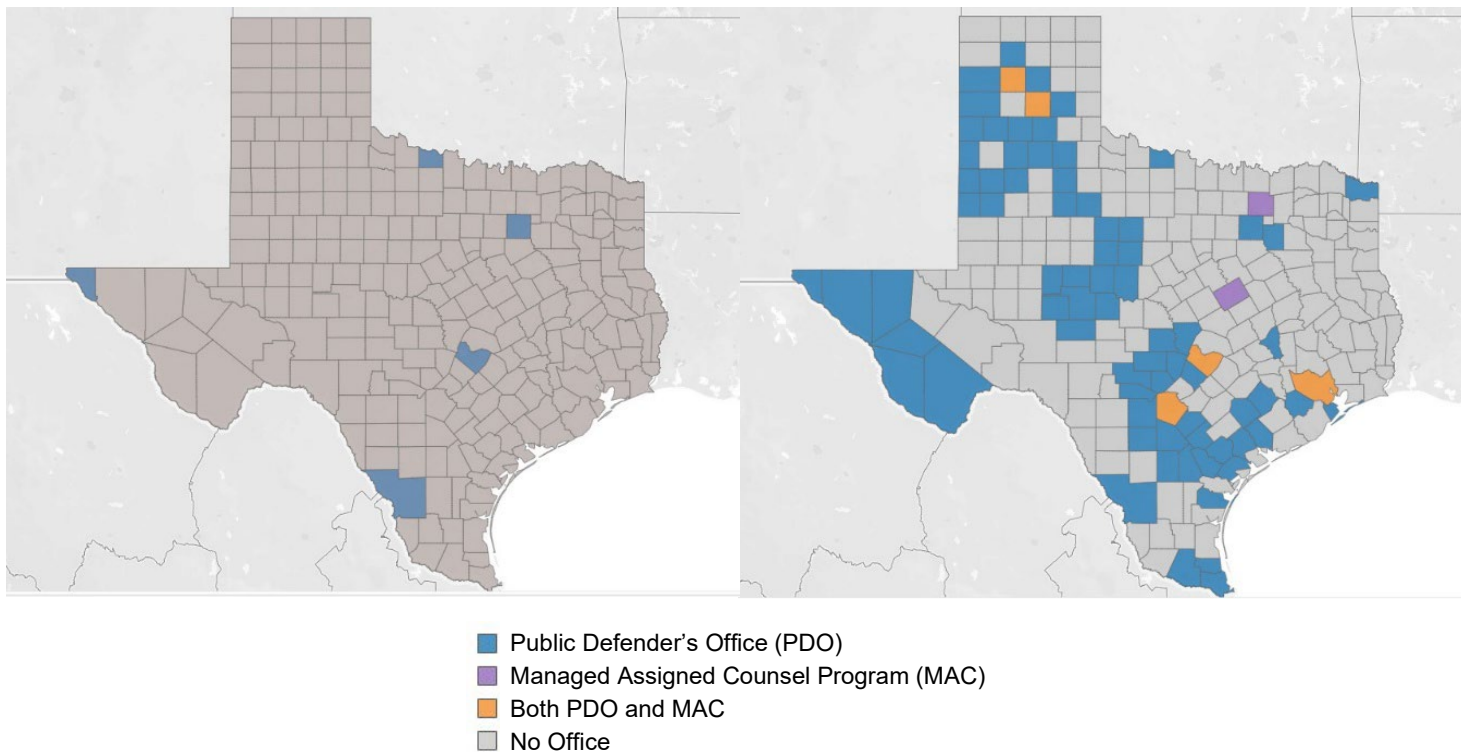 Public Defender's Office (PDO)
Managed Assigned Counsel Program (MAC)
Both PDO and MAC
No Office